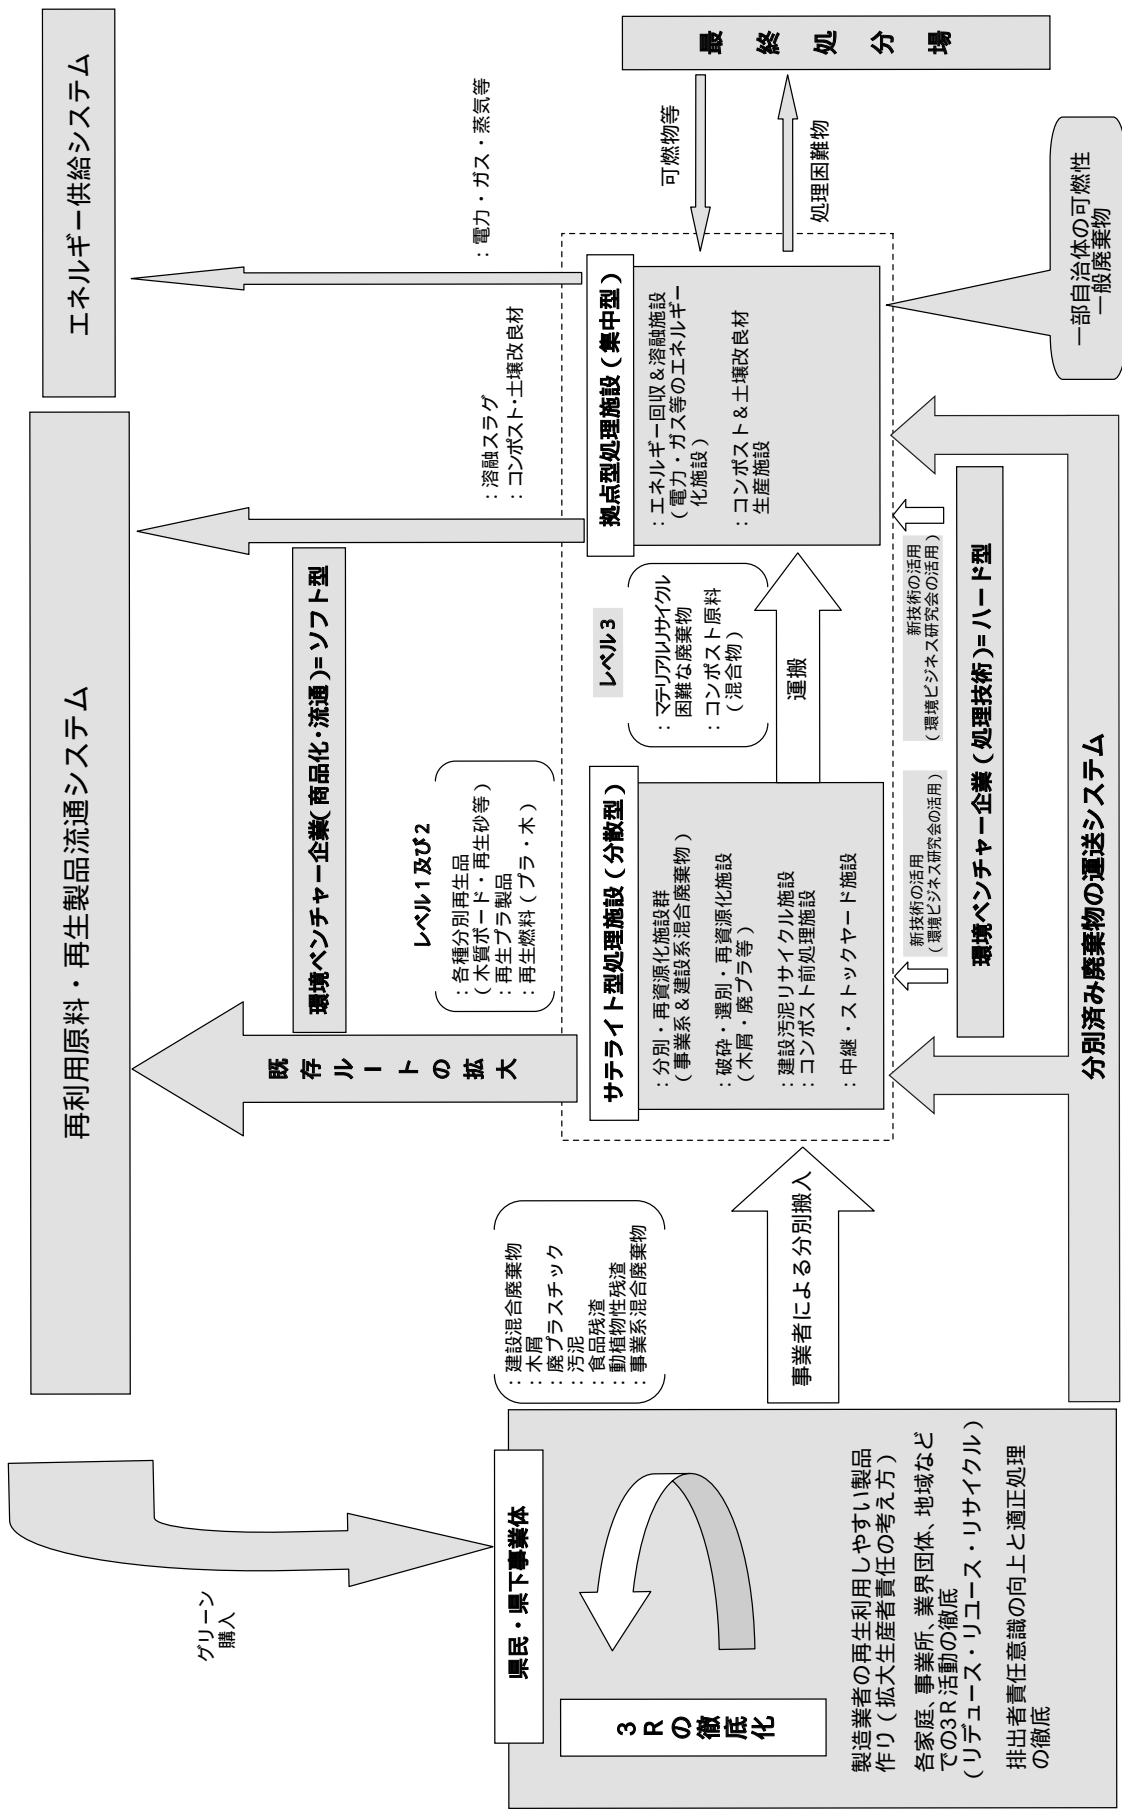 再利用原料・再生製品流通システム
エネルギー供給システム
グリーン
購入
県民・県下事業体
3Rの徹底化
製造業者の再生利用しやすい製品
作り（拡大生産者責任の考え方）
各家庭、事業所、業界団体、地域など
での3R活動の徹底
（リデュース・リユース・リサイクル）
排出者責任意識の向上と適正処理
の徹底
：建設混合廃棄物
：木屑
：廃プラスチック
：汚泥
：食品残渣
：動植物性残渣
：事業系混合廃棄物
事業者による分別搬入
既存ルートの拡大
環境ベンチャー企業（商品化・流通）＝ソフト型
レベル1及び2
：各種分別再生品
（木質ボード・再生砂等）
：再生プラ製品
：再生燃料（プラ・木）
サテライト型処理施設（分散型）
：分別・再資源化施設群
（事業系＆建設系混合廃棄物）
：破砕・選別・再資源化施設
（木屑・廃プラ等）
：建設汚泥リサイクル施設
：コンポスト前処理施設
：中継・ストックヤード施設
レベル3
：マテリアルリサイクル
困難な廃棄物
：コンポスト原料
（混合物）
運搬
：溶融スラグ
：コンポスト・土壌改良材
：電力・ガス・蒸気等
拠点型処理施設（集中型）
：エネルギー回収＆溶融施設
（電力・ガス等のエネルギー
化施設）
：コンポスト＆土壌改良材
生産施設
可燃物等
処理困難物
最終処分場
一部自治体の可燃性
一般廃棄物
新技術の活用
（環境ビジネス研究会の活用）
新技術の活用
（環境ビジネス研究会の活用）
環境ベンチャー企業（処理技術）＝ハード型
分別済み廃棄物の運送システム